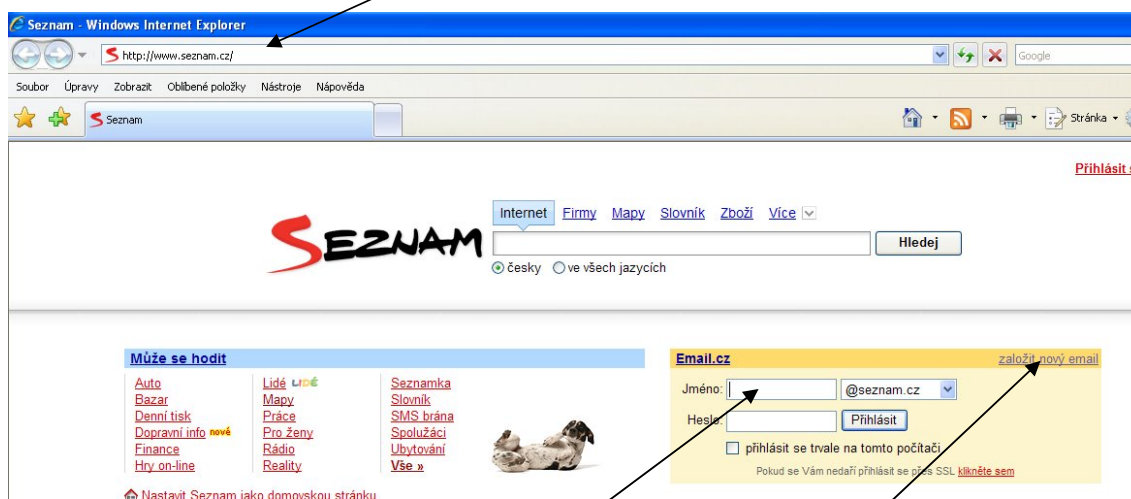 Seznam - Windows Internet Explorer
http://www.seznam.cz/
Google
Soubor Úpravy Zobrazit Oblíbené položky Nástroje Nápověda
Seznam
Stránka
Přihlásit s
SEZNAM
Internet Firmy Mapy Slovník Zboží Více
Hledej
česky ve všech jazycích
Může se hodit
Auto Lidé LIDÉ Seznamka
Bazar Mapy Slovník
Denní tisk Práce SMS brána
Dopravní info nové Pro ženy Spolužáci
Finance Rádio Ubytování
Hry on-line Reality Vše »
Nastavit Seznam jako domovskou stránku
Email.cz založit nový email
Jméno: @seznam.cz
Heslo: Přihlásit
přihlásit se trvale na tomto počítači
Pokud se Vám nedaří přihlásit se přes SSL klikněte sem